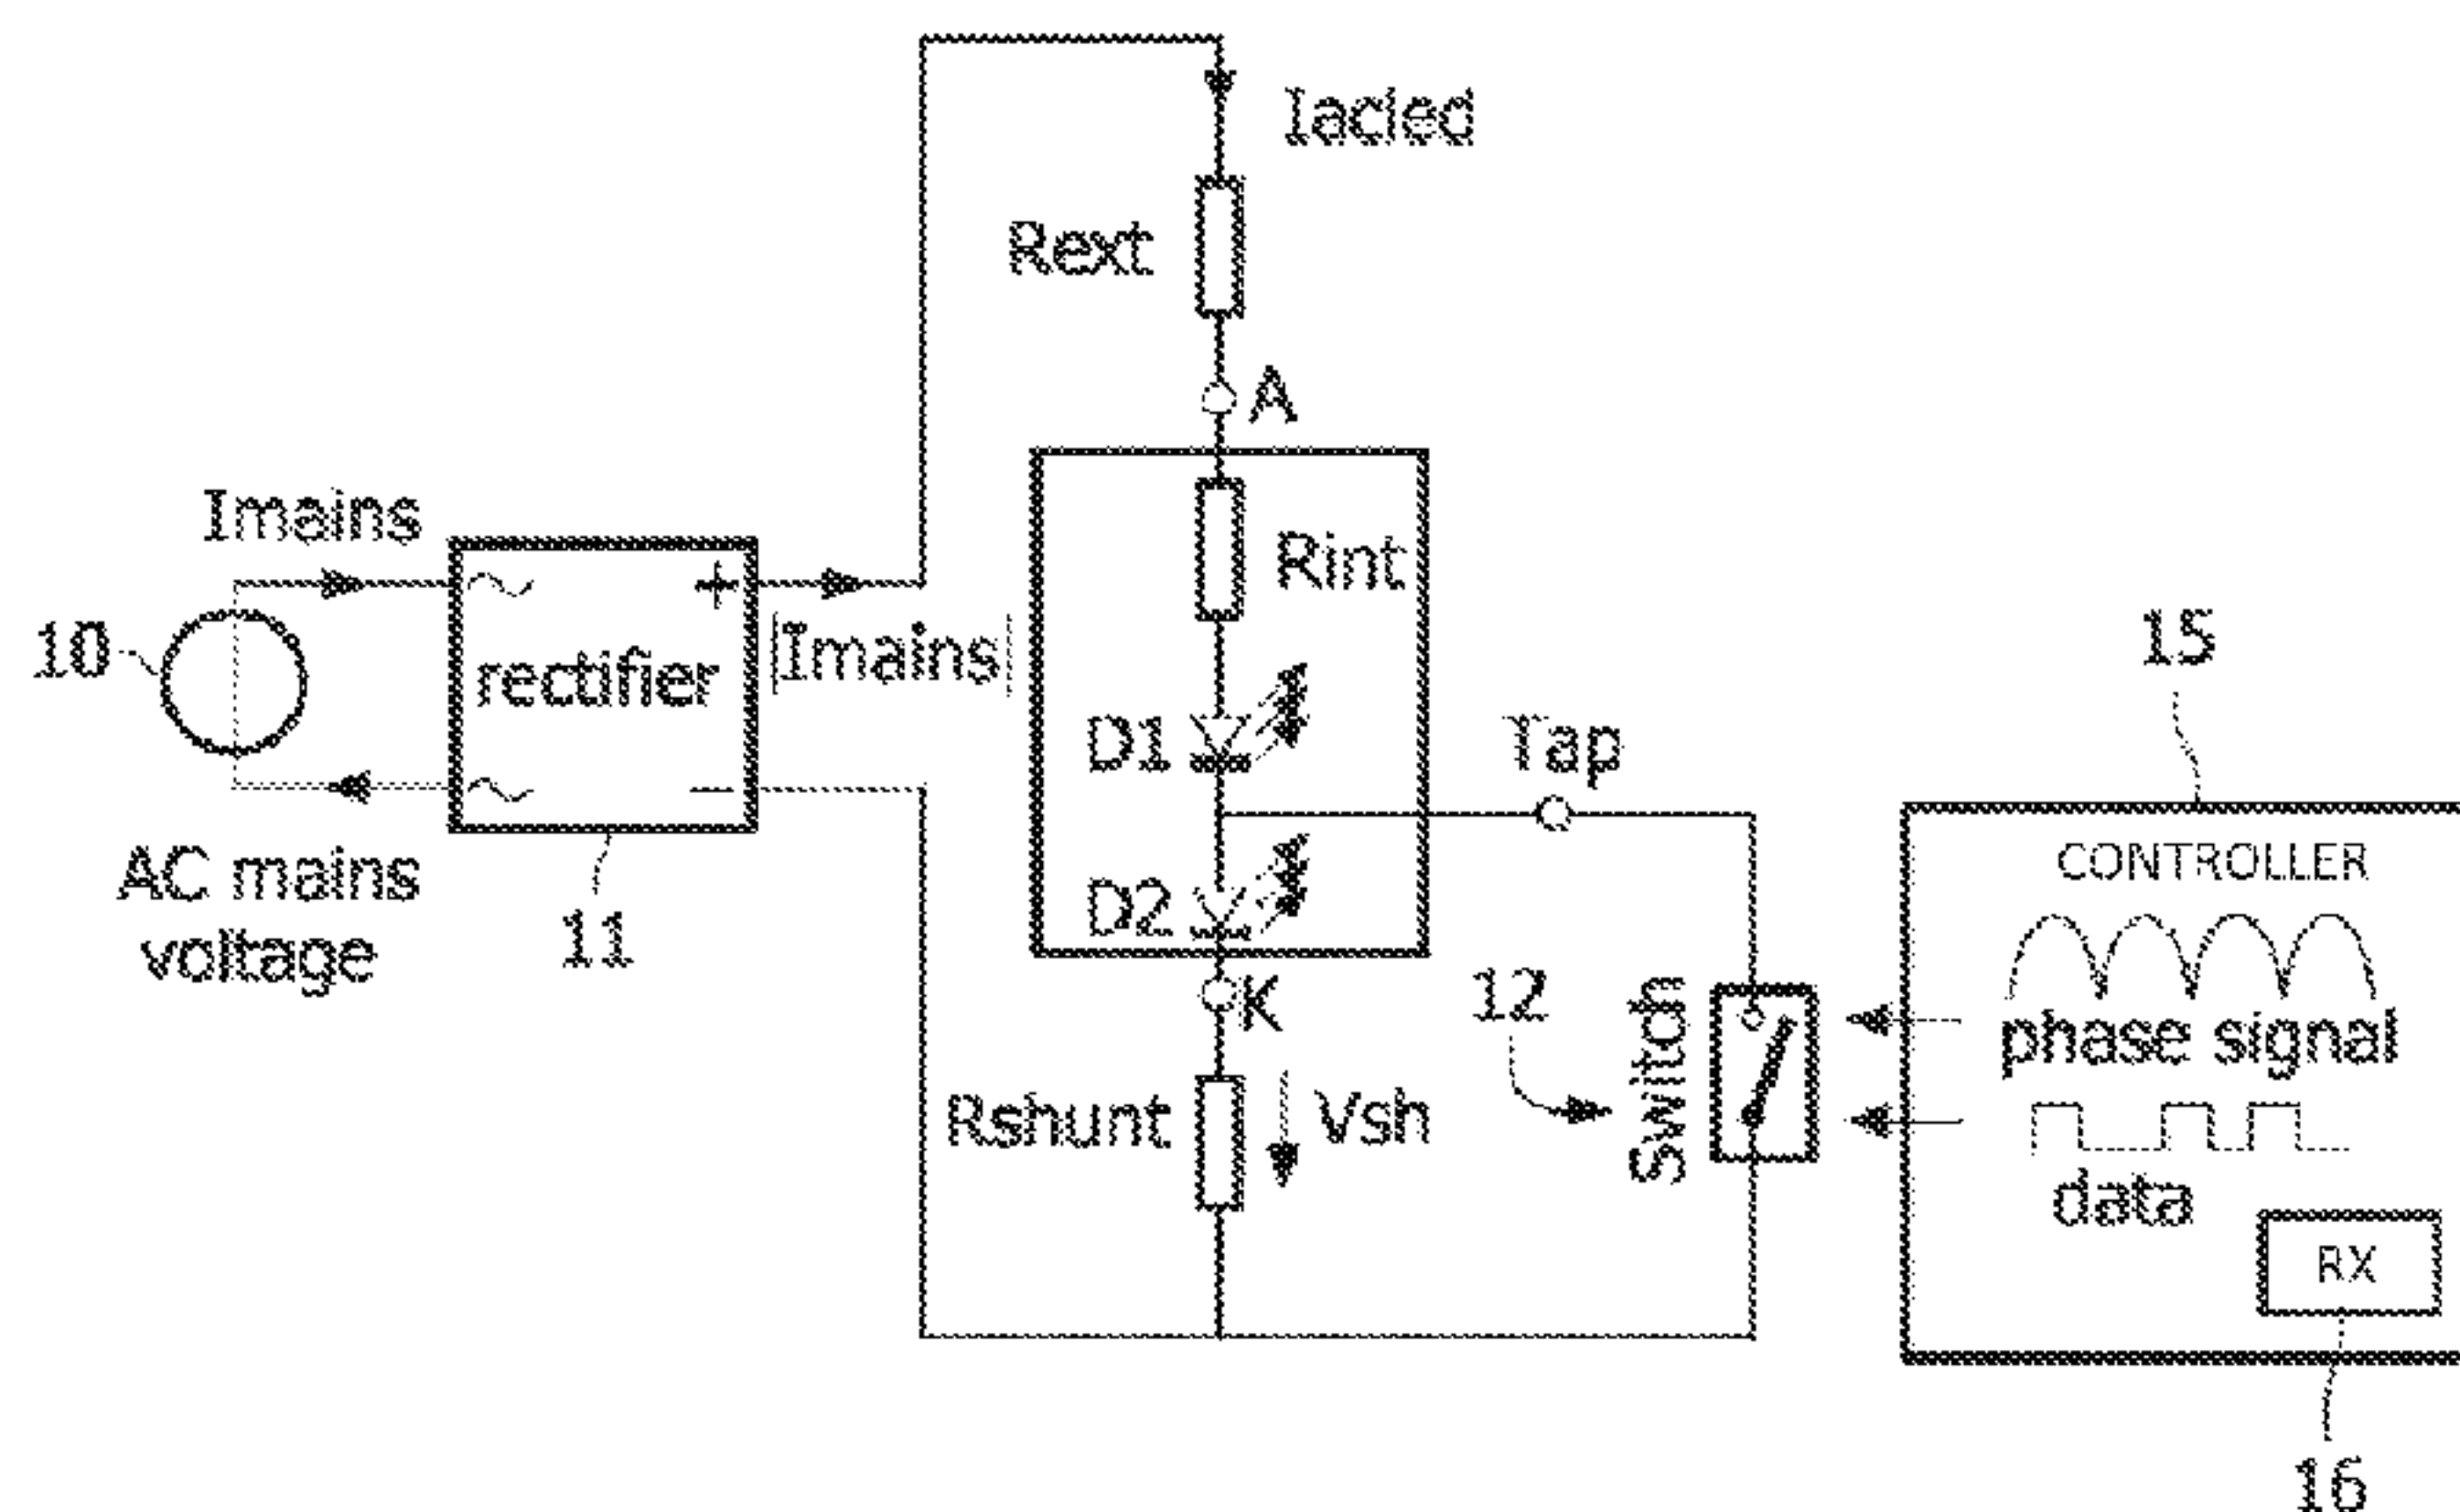 Iacled
Rext
A
Imains
Rint
10
rectifier
|Imains|
15
D1
Tap
AC mains
voltage
11
D2
CONTROLLER
K
12
Switch
phase signal
Rshunt
Vsh
data
RX
16